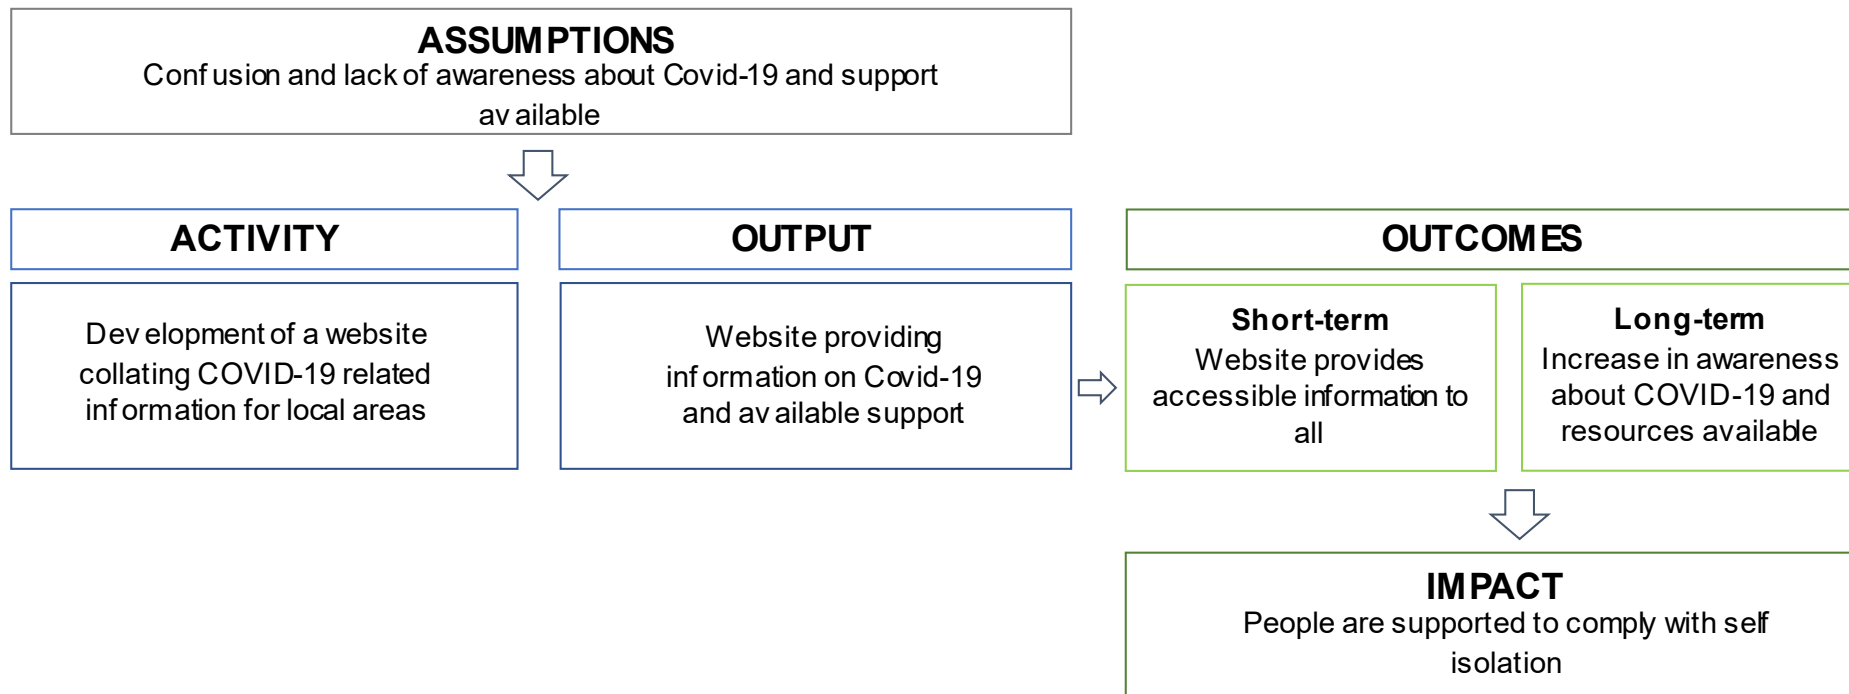 ASSUMPTIONS
Confusion and lack of awareness about Covid-19 and support
available
ACTIVITY
OUTPUT
OUTCOMES
Development of a website
collating COVID-19 related
information for local areas
Website providing
information on Covid-19
and available support
Short-term
Website provides
accessible information to
all
Long-term
Increase in awareness
about COVID-19 and
resources available
IMPACT
People are supported to comply with self
isolation